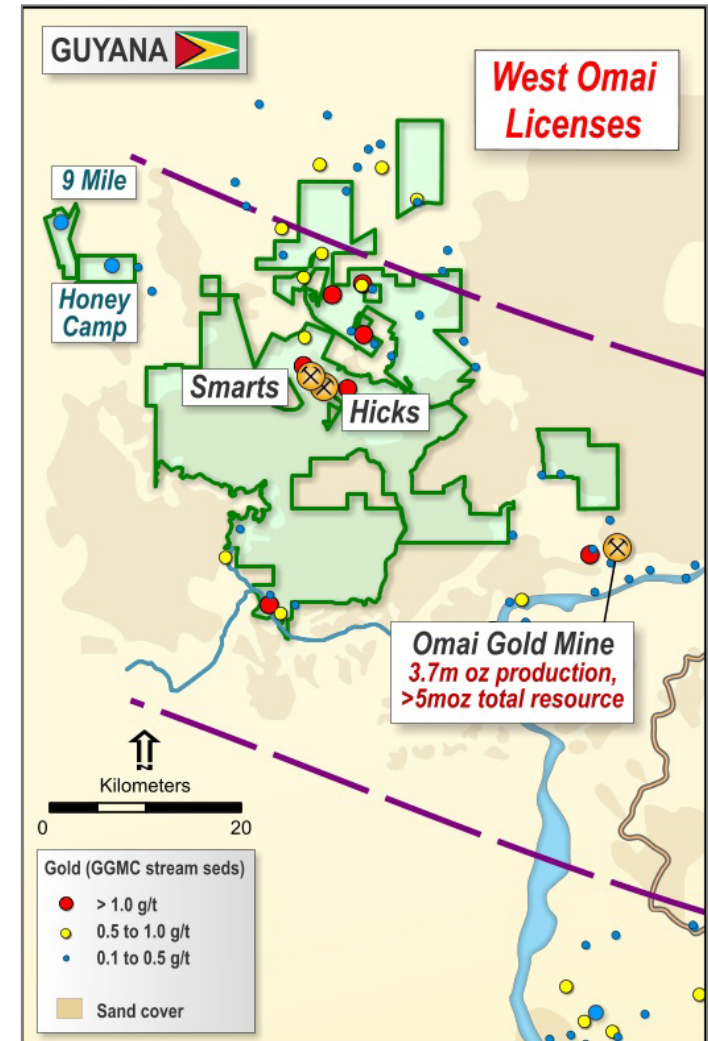 GUYANA
West Omai
Licenses
9 Mile
Honey
Camp
Smarts
Hicks
Omai Gold Mine
3.7m oz production,
>5moz total resource
Kilometers
0 20
Gold (GGMC stream seds)
> 1.0 g/t
0.5 to 1.0 g/t
0.1 to 0.5 g/t
Sand cover